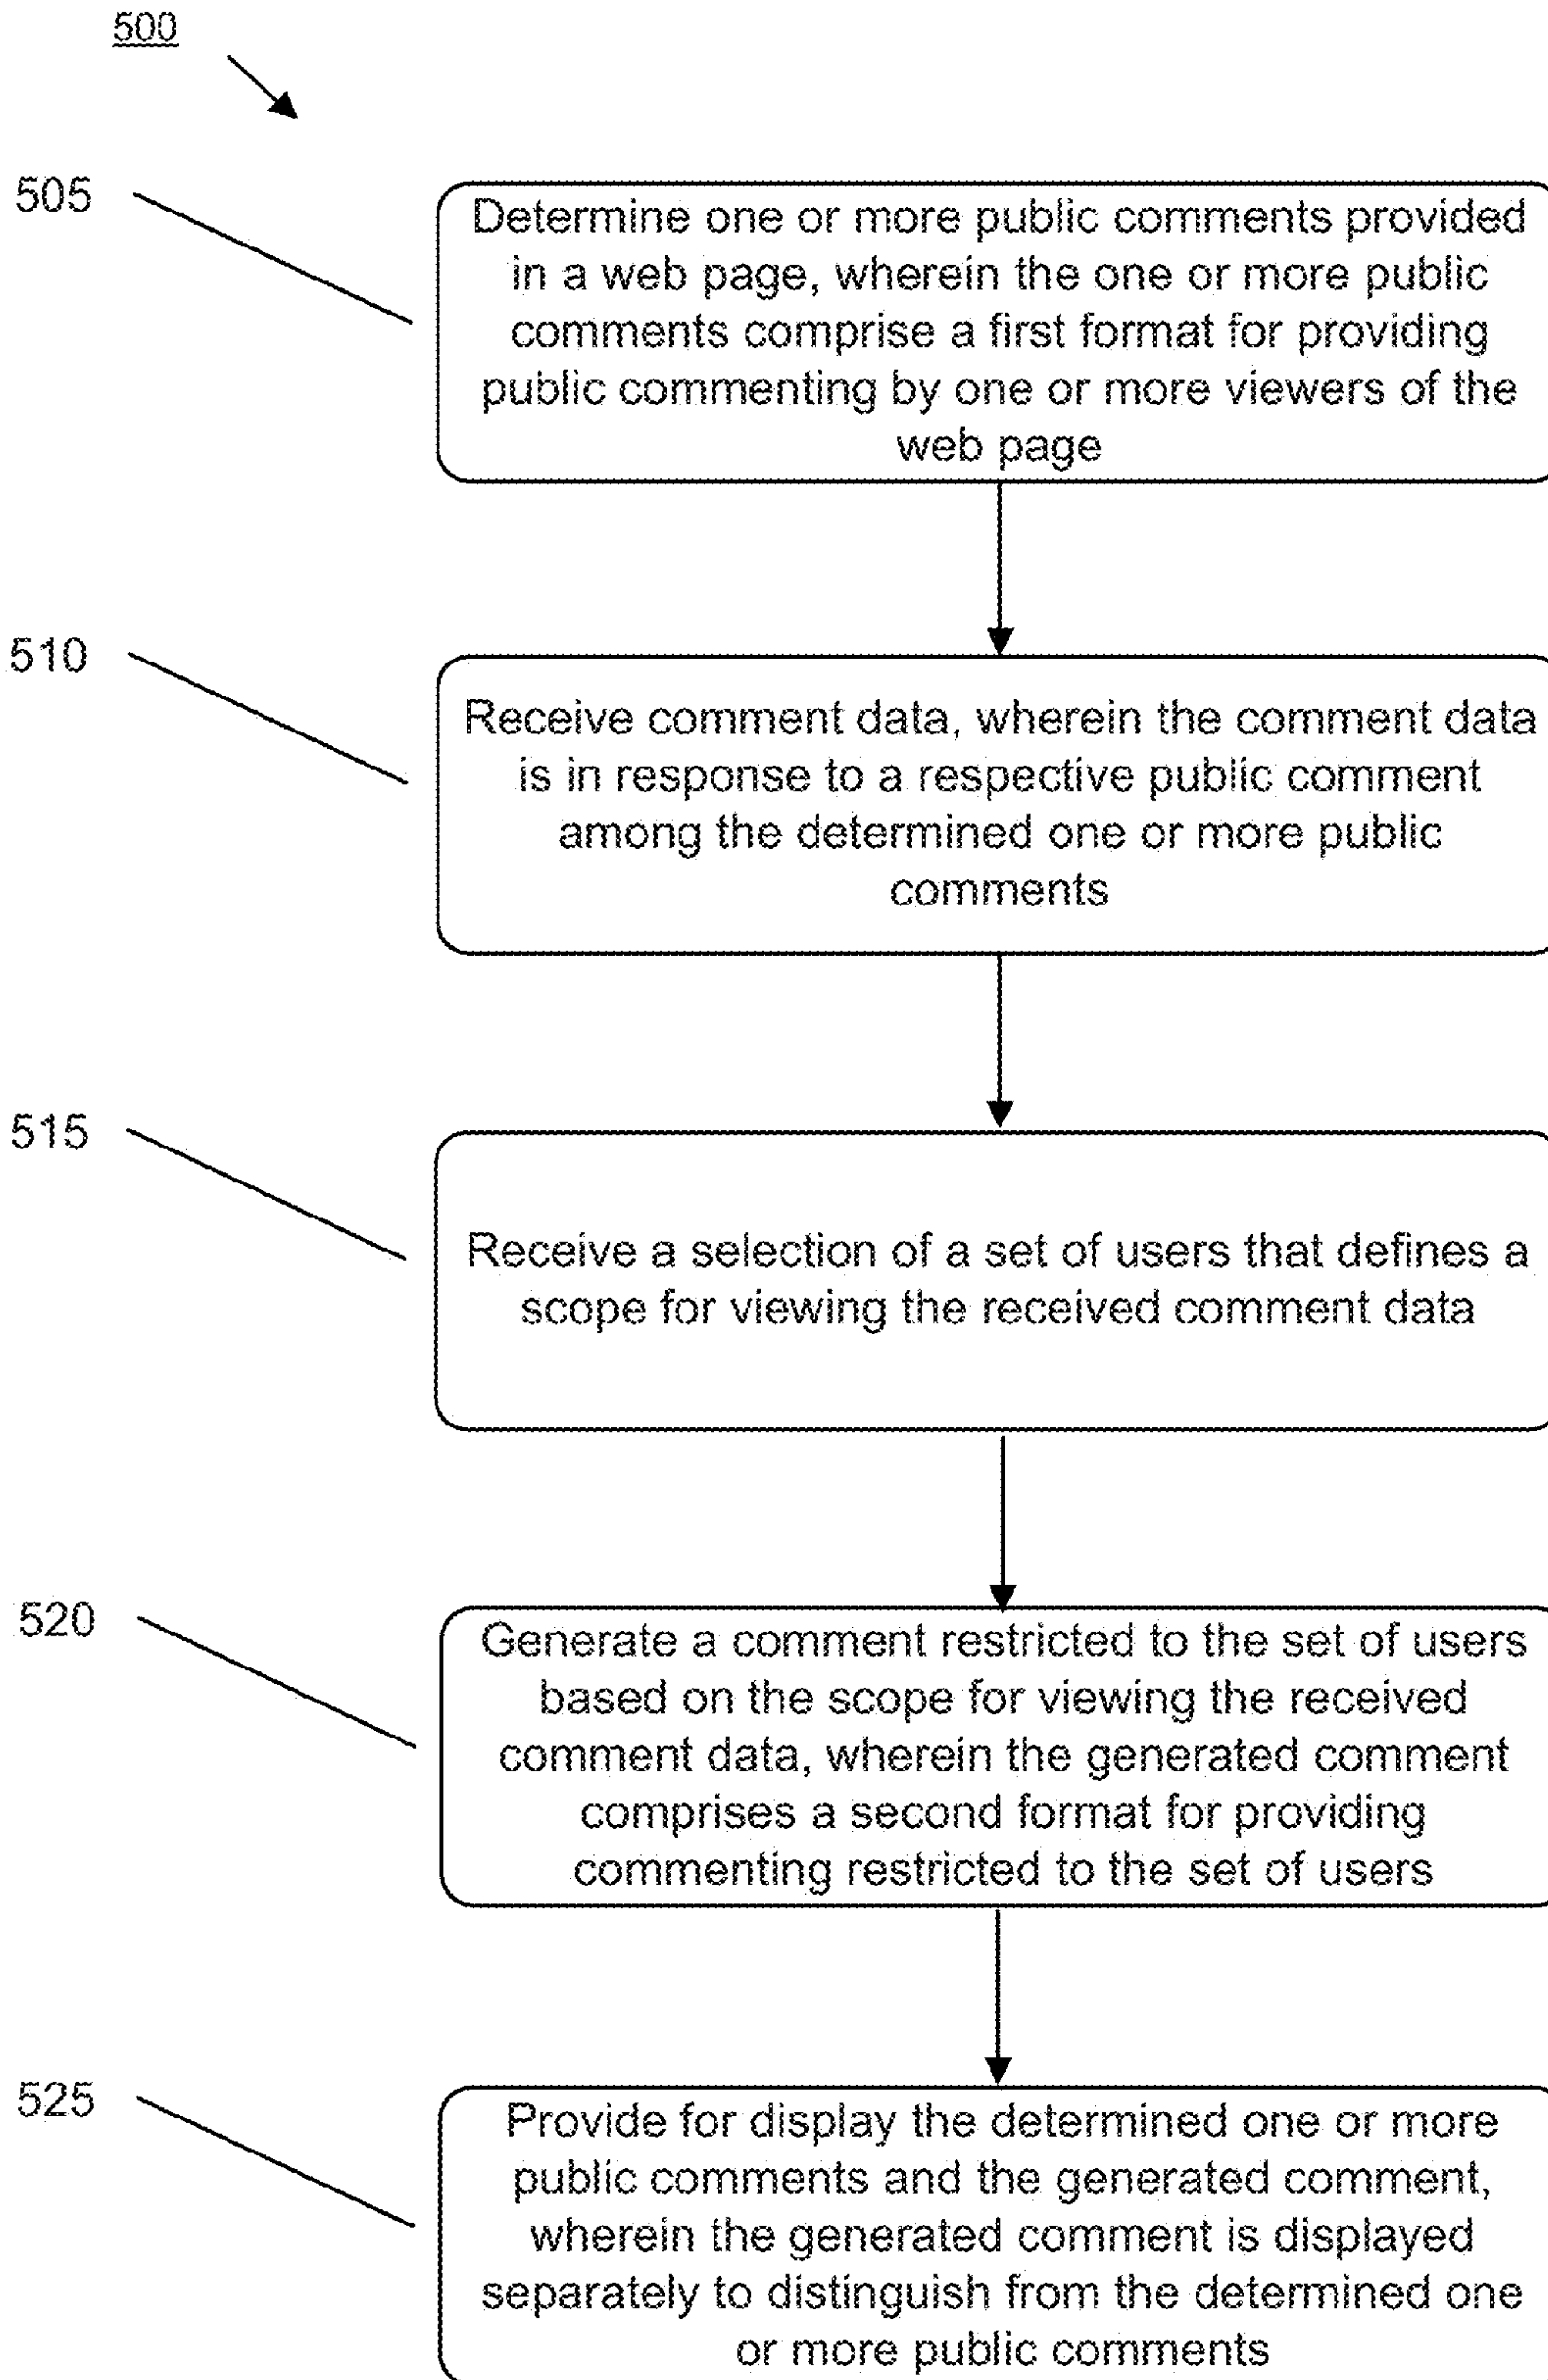 500
505
Determine one or more public comments provided
in a web page, wherein the one or more public
comments comprise a first format for providing
public commenting by one or more viewers of the
web page
510
Receive comment data, wherein the comment data
is in response to a respective public comment
among the determined one or more public
comments
515
Receive a selection of a set of users that defines a
scope for viewing the received comment data
520
Generate a comment restricted to the set of users
based on the scope for viewing the received
comment data, wherein the generated comment
comprises a second format for providing
commenting restricted to the set of users
525
Provide for display the determined one or more
public comments and the generated comment,
wherein the generated comment is displayed
separately to distinguish from the determined one
or more public comments